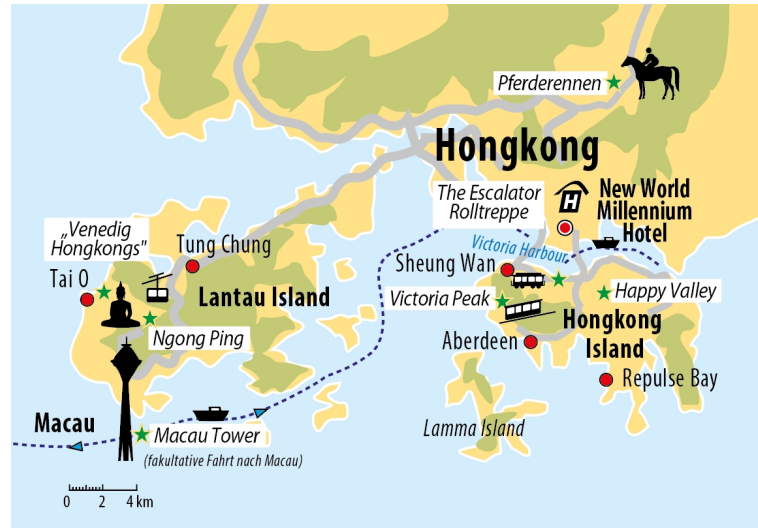 Pferderennen
Hongkong
The Escalator
Rolltreppe
H
New World
Millennium
Hotel
„Venedig
Hongkongs"
Tung Chung
Victoria Harbour
Tai O
Sheung Wan
Lantau Island
Victoria Peak
Happy Valley
Ngong Ping
Hongkong
Island
Aberdeen
Repulse Bay
Macau
Lamma Island
Macau Tower
(fakultative Fahrt nach Macau)
0 2 4 km